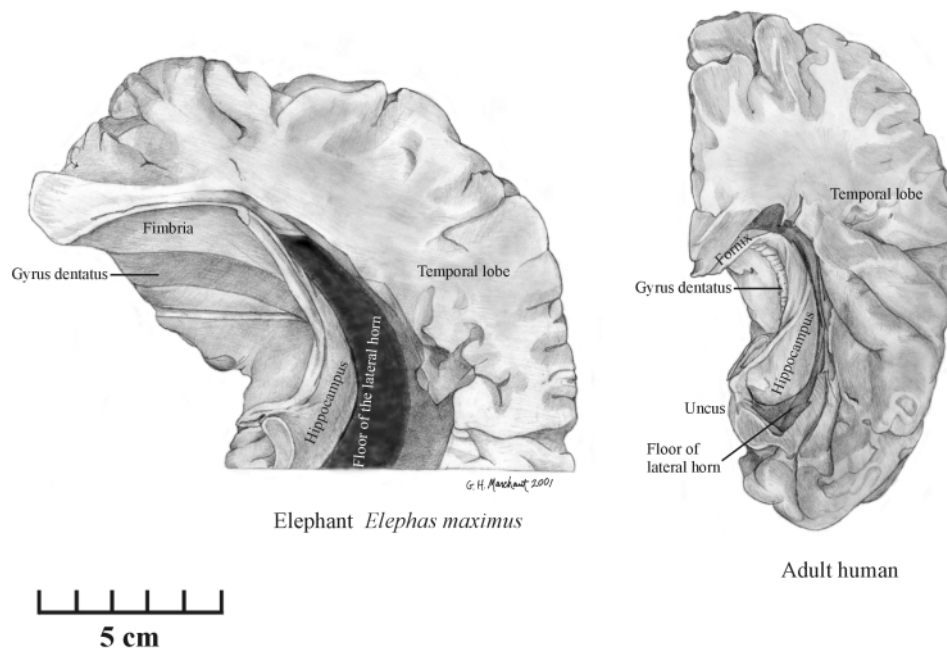 Fimbria
Gyrus dentatus
Temporal lobe
Hippocampus
Floor of the lateral horn
G. H. Marchant 2001
Elephant Elephas maximus
5 cm
Temporal lobe
Fornix
Gyrus dentatus
Hippocampus
Uncus
Floor of
lateral horn
Adult human